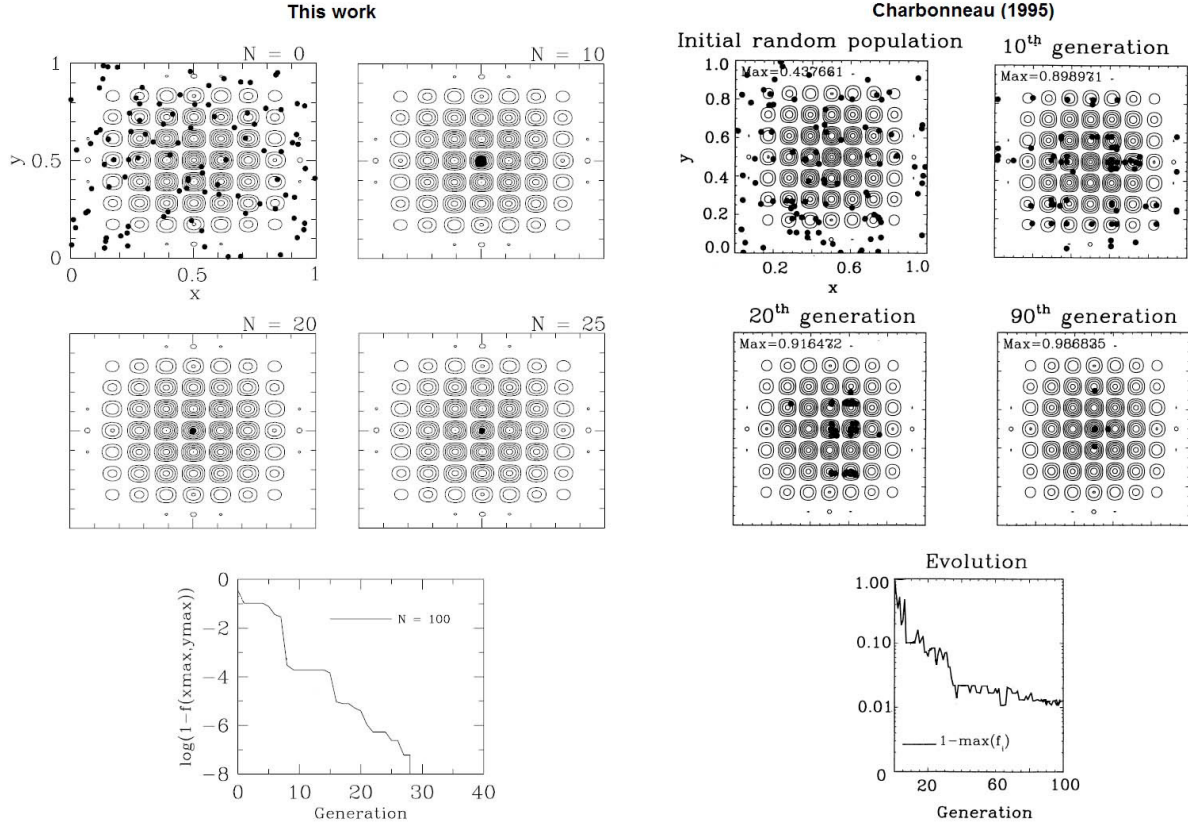 This work
Charbonneau (1995)
N = 0
N = 10
1
y
0.5
0
0
0.5
1
x
N = 20
N = 25
Initial random population
10th generation
Max=0.437661
Max=0.898971
1.0
0.8
0.6
y
0.4
0.2
0.0
0.2
0.6
1.0
x
20th generation
90th generation
Max=0.916472
Max=0.986835
0
−2
−4
−6
−8
log(1−f(xmax,ymax))
N = 100
0
10
20
30
40
Generation
Evolution
1.00
0.10
0.01
0
1−max(fi)
20
60
100
Generation